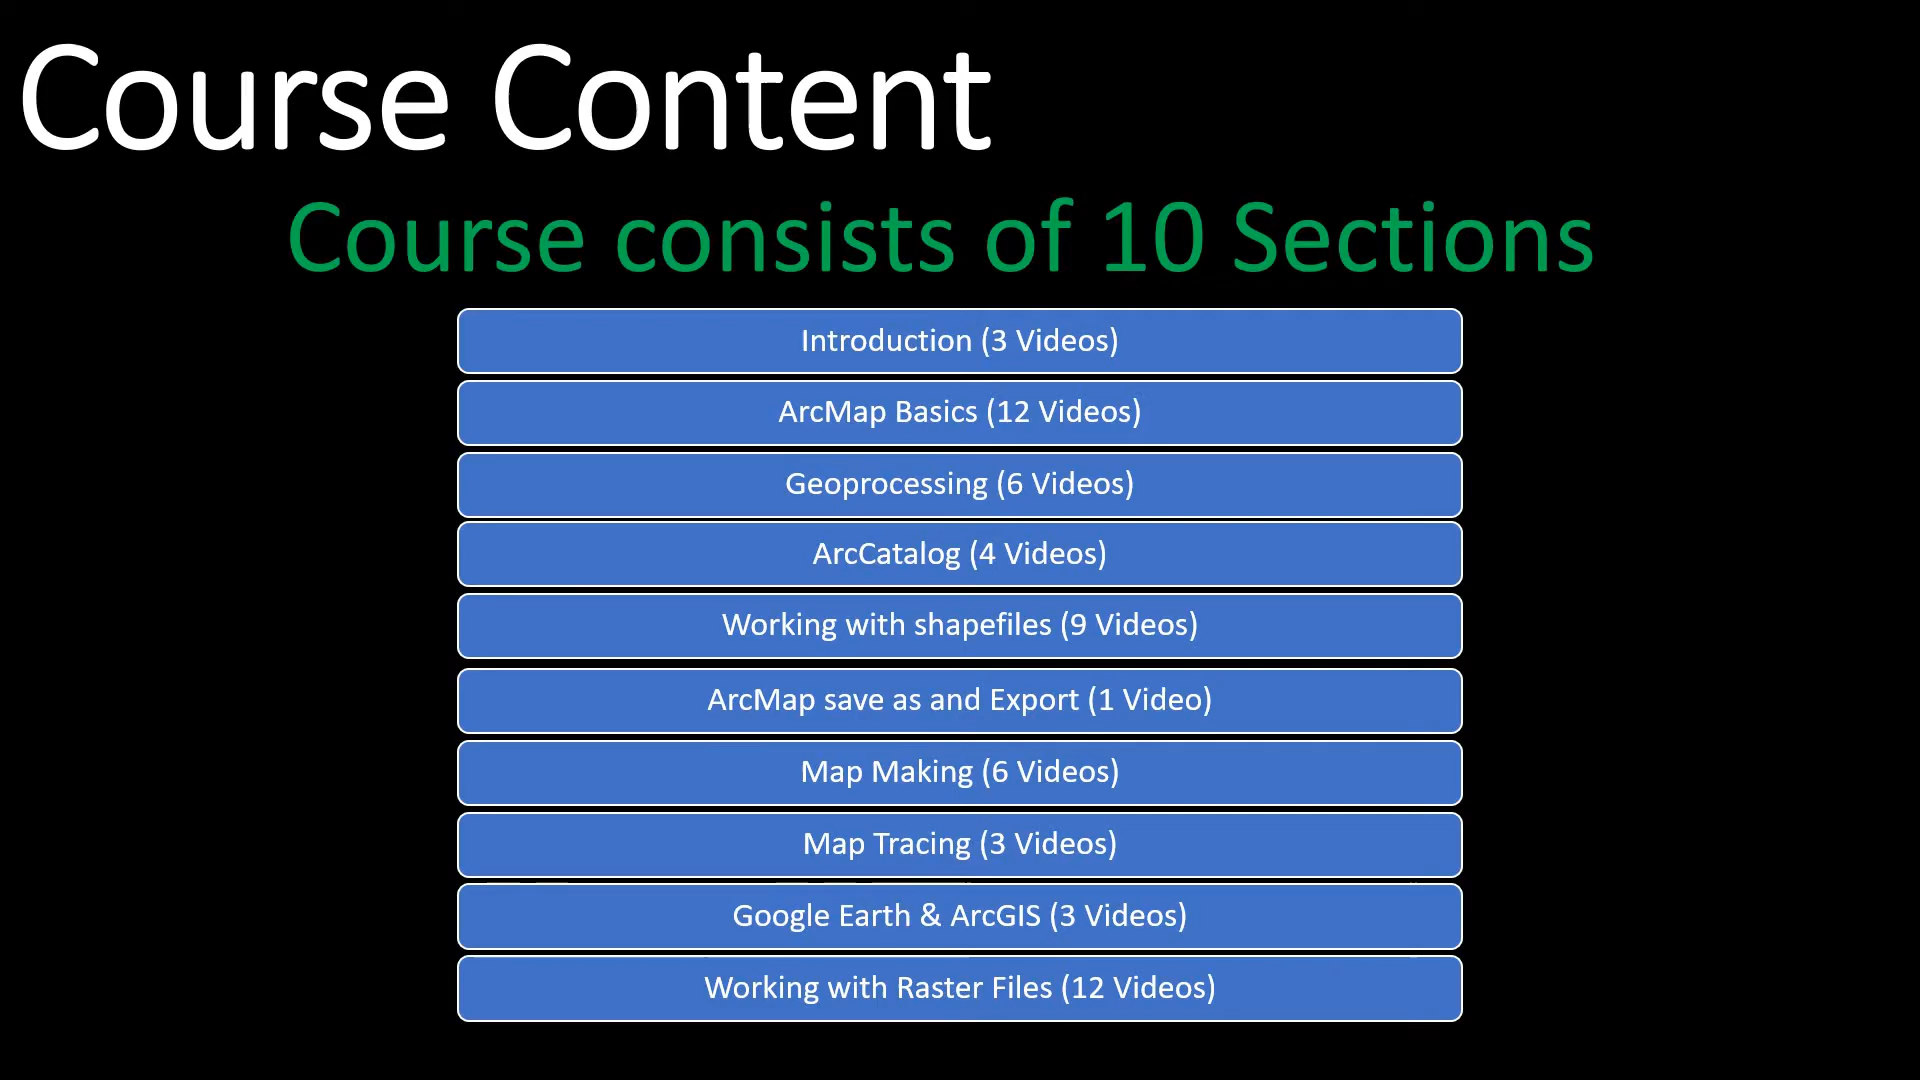 Course Content
Course consists of 10 Sections
Introduction (3 Videos)
ArcMap Basics (12 Videos)
Geoprocessing (6 Videos)
ArcCatalog (4 Videos)
Working with shapefiles (9 Videos)
ArcMap save as and Export (1 Video)
Map Making (6 Videos)
Map Tracing (3 Videos)
Google Earth & ArcGIS (3 Videos)
Working with Raster Files (12 Videos)